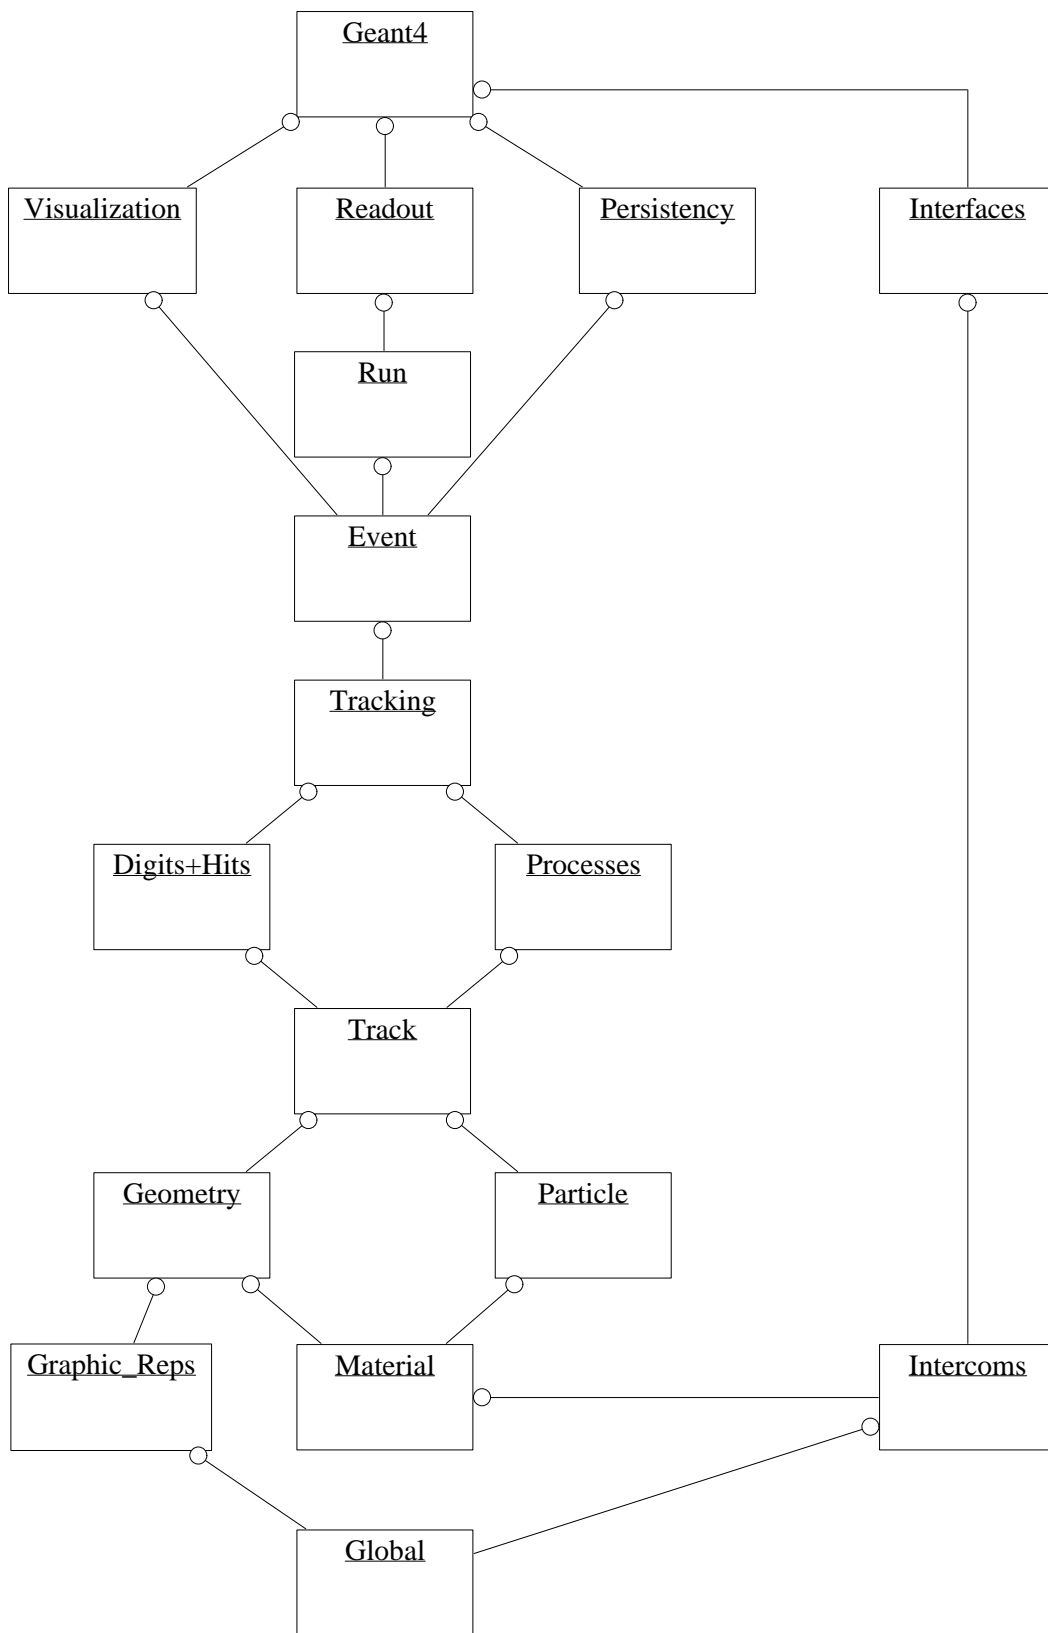 Geant4
Visualization
Readout
Persistency
Interfaces
Run
Event
Tracking
Digits+Hits
Processes
Track
Geometry
Particle
Graphic_Reps
Material
Intercoms
Global